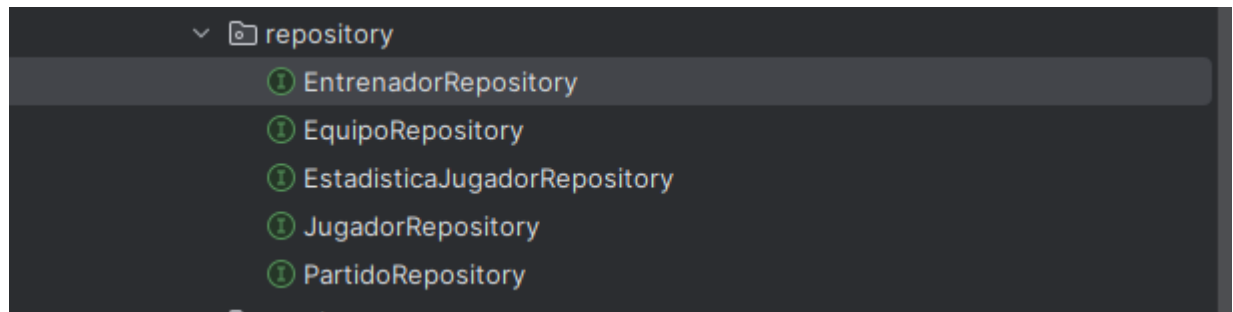 repository
EntrenadorRepository
EquipoRepository
EstadisticaJugadorRepository
JugadorRepository
PartidoRepository